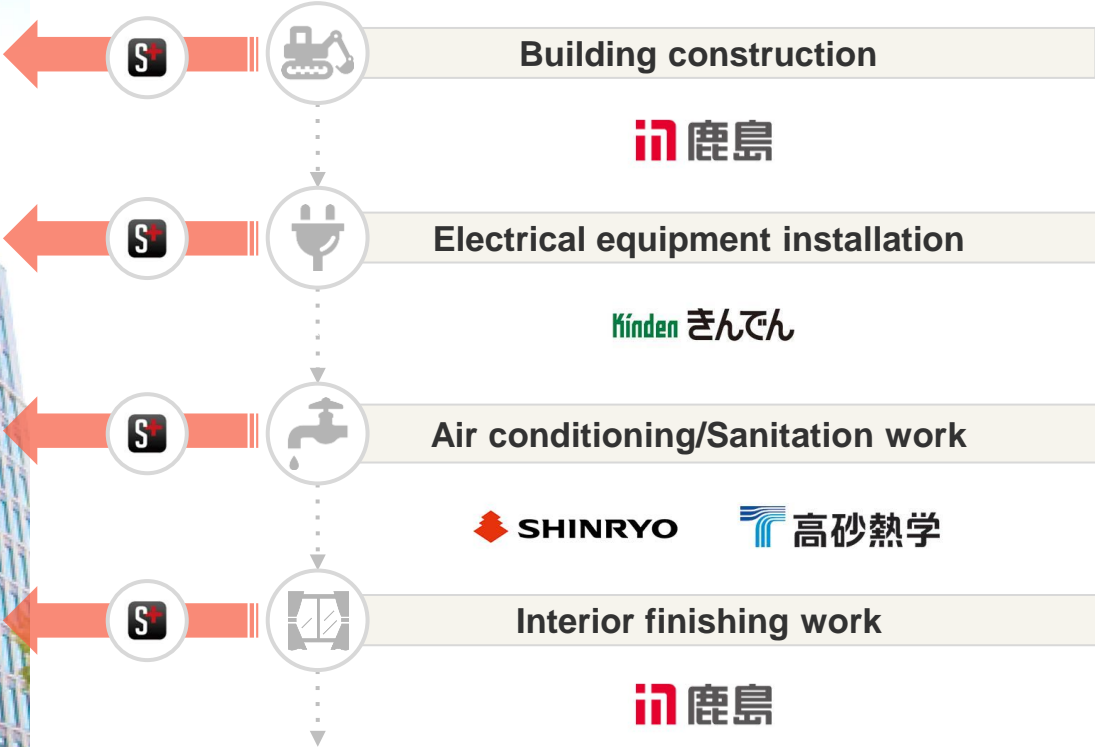 S+
Building construction
鹿島
S+
Electrical equipment installation
Kinden きんでん
S+
Air conditioning/Sanitation work
SHINRYO 高砂熱学
S+
Interior finishing work
鹿島